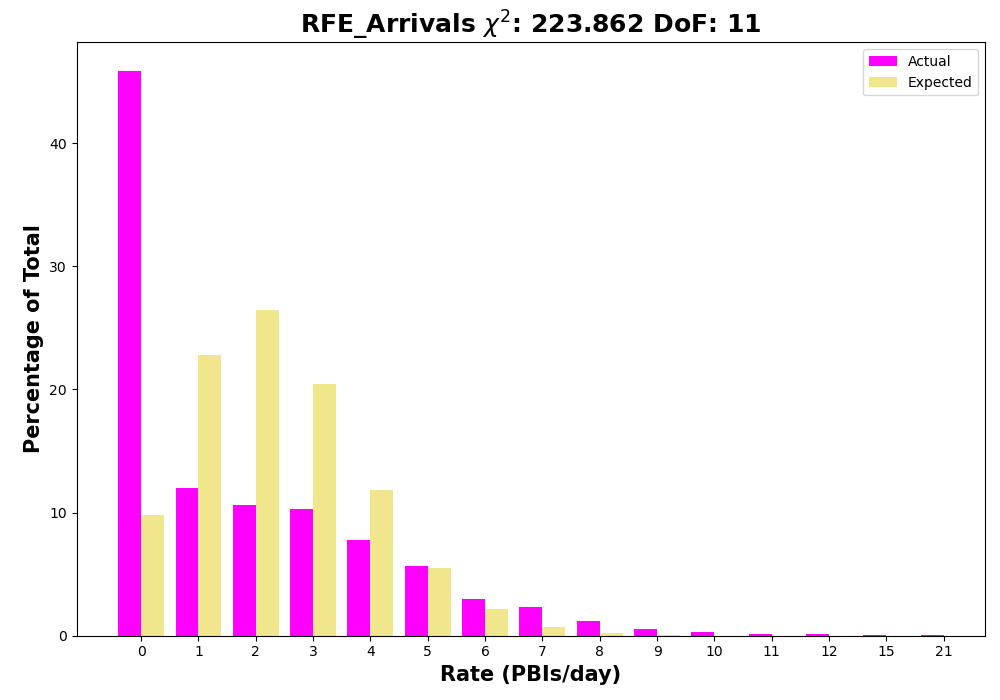 RFE_Arrivals χ²: 223.862 DoF: 11
Actual
Expected
Percentage of Total
40
30
20
10
0
0 1 2 3 4 5 6 7 8 9 10 11 12 15 21
Rate (PBIs/day)